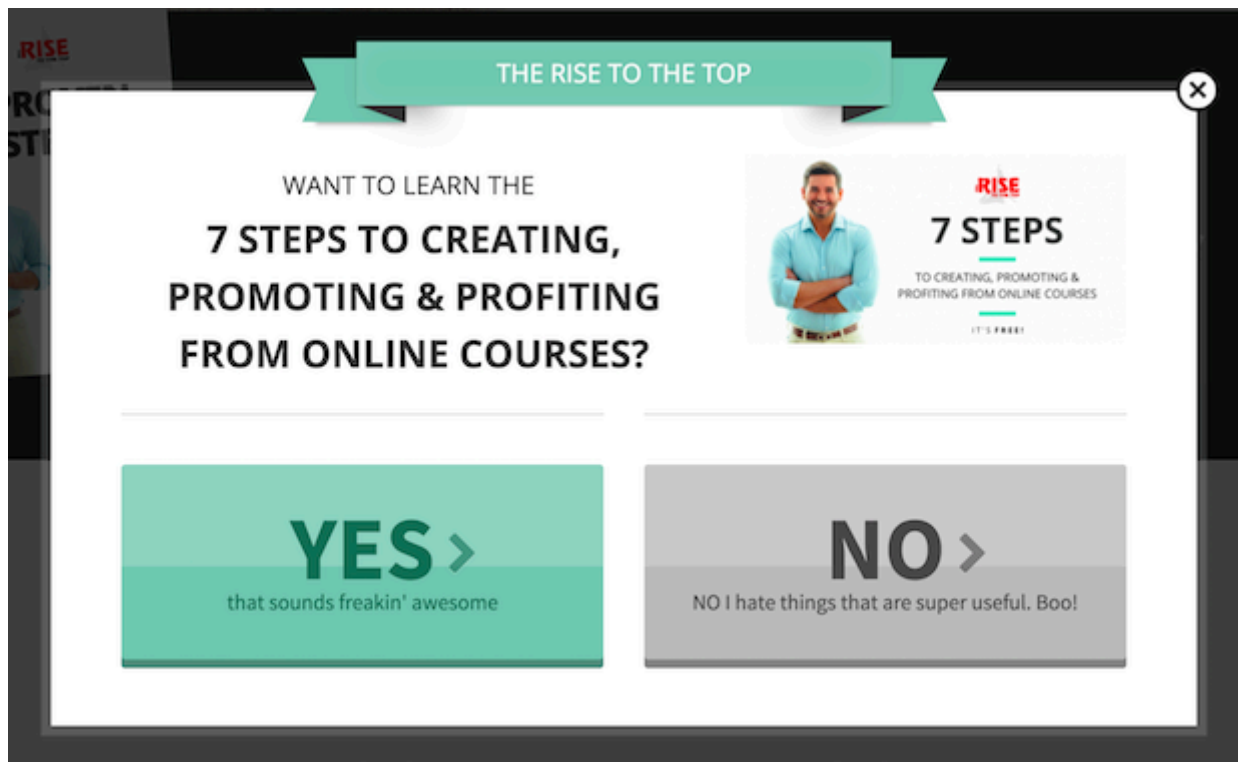 RISE
THE RISE TO THE TOP
WANT TO LEARN THE
7 STEPS TO CREATING,
PROMOTING & PROFITING
FROM ONLINE COURSES?
RISE
7 STEPS
TO CREATING, PROMOTING &
PROFITING FROM ONLINE COURSES
IT'S FREE!
YES >
that sounds freakin' awesome
NO >
NO I hate things that are super useful. Boo!